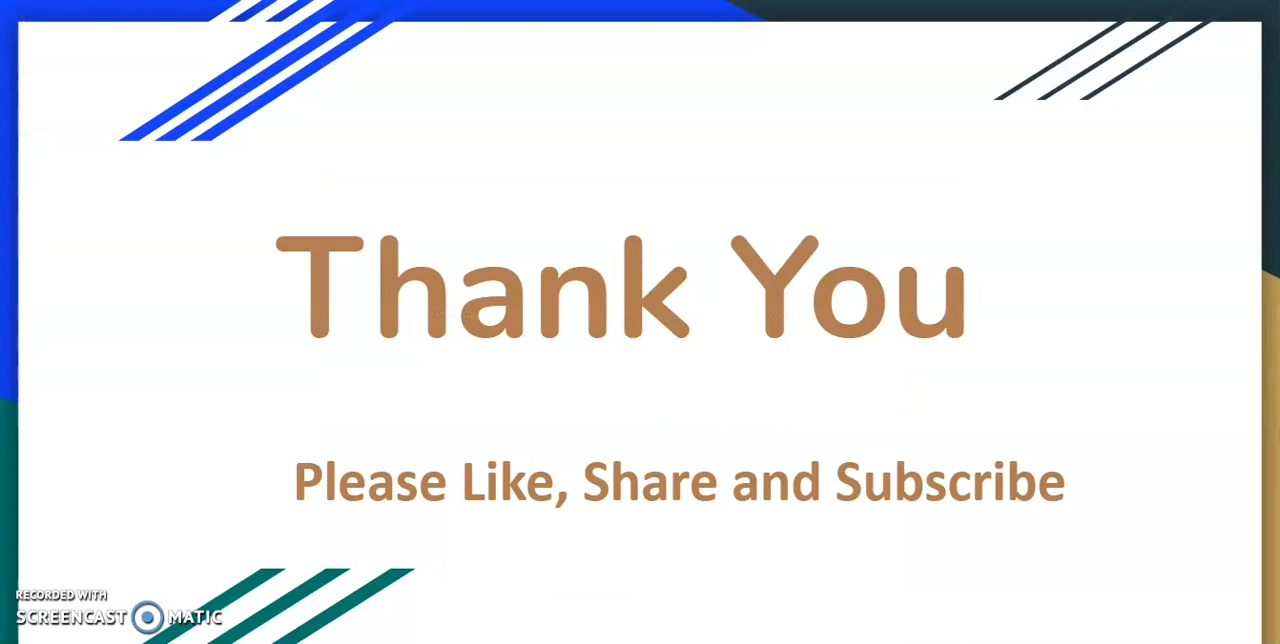 Thank You
Please Like, Share and Subscribe
RECORDED WITH
SCREENCAST MATIC